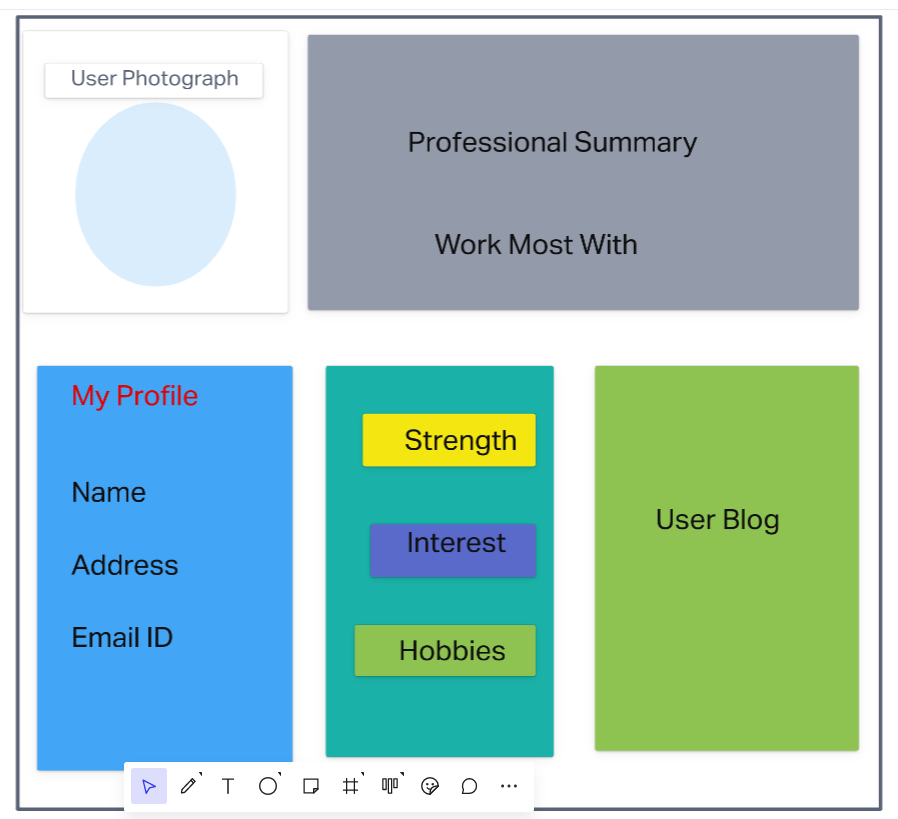 User Photograph
Professional Summary
Work Most With
My Profile
Name
Address
Email ID
Strength
Interest
Hobbies
User Blog
T